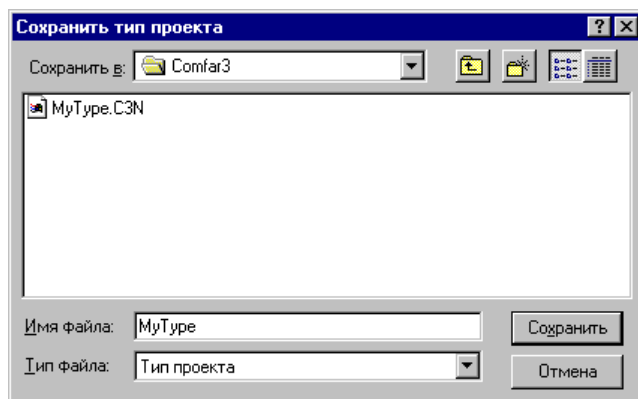 Сохранить тип проекта
Сохранить в: Comfar3
MyType.C3N
Имя файла: MyType Сохранить
Тип файла: Тип проекта Отмена